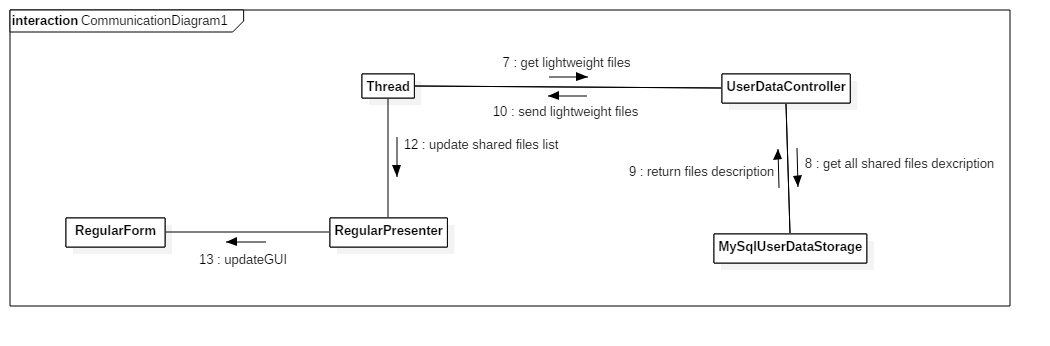 interaction CommunicationDiagram1
7 : get lightweight files
Thread
UserDataController
10 : send lightweight files
12 : update shared files list
9 : return files description
8 : get all shared files dexcription
RegularForm
RegularPresenter
MySqlUserDataStorage
13 : updateGUI